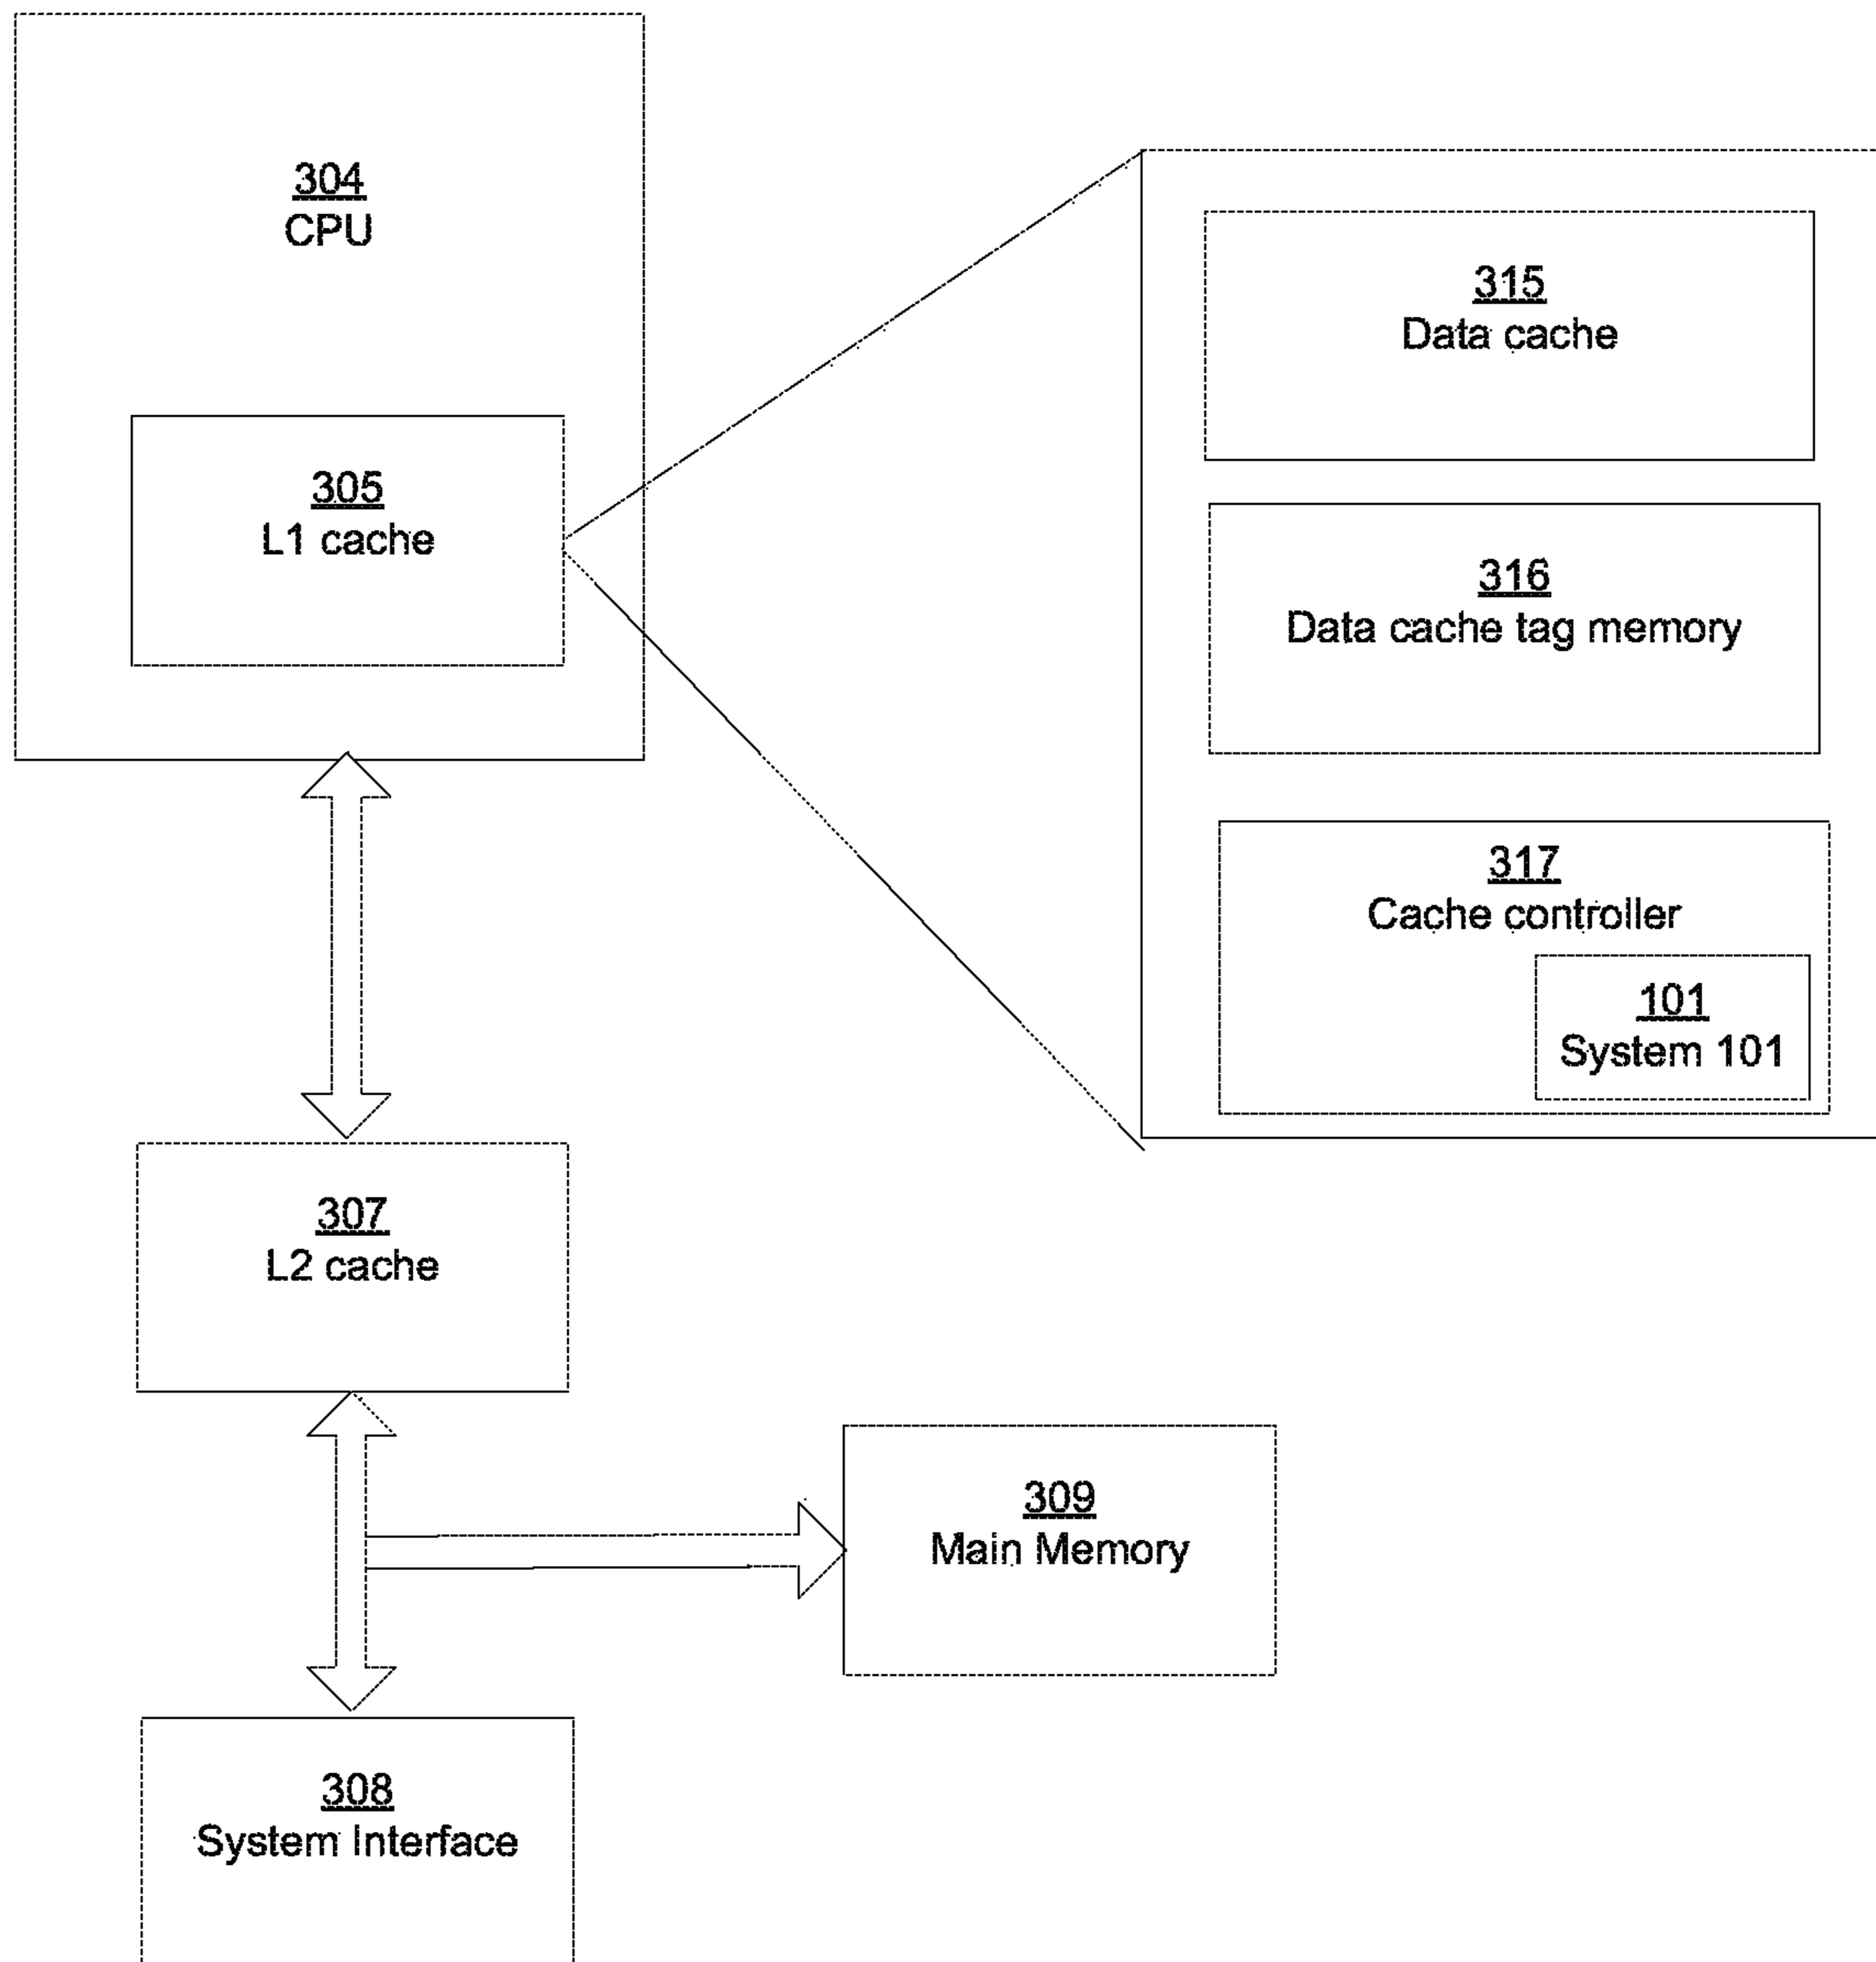 304
CPU
305
L1 cache
315
Data cache
316
Data cache tag memory
317
Cache controller
101
System 101
307
L2 cache
309
Main Memory
308
System Interface